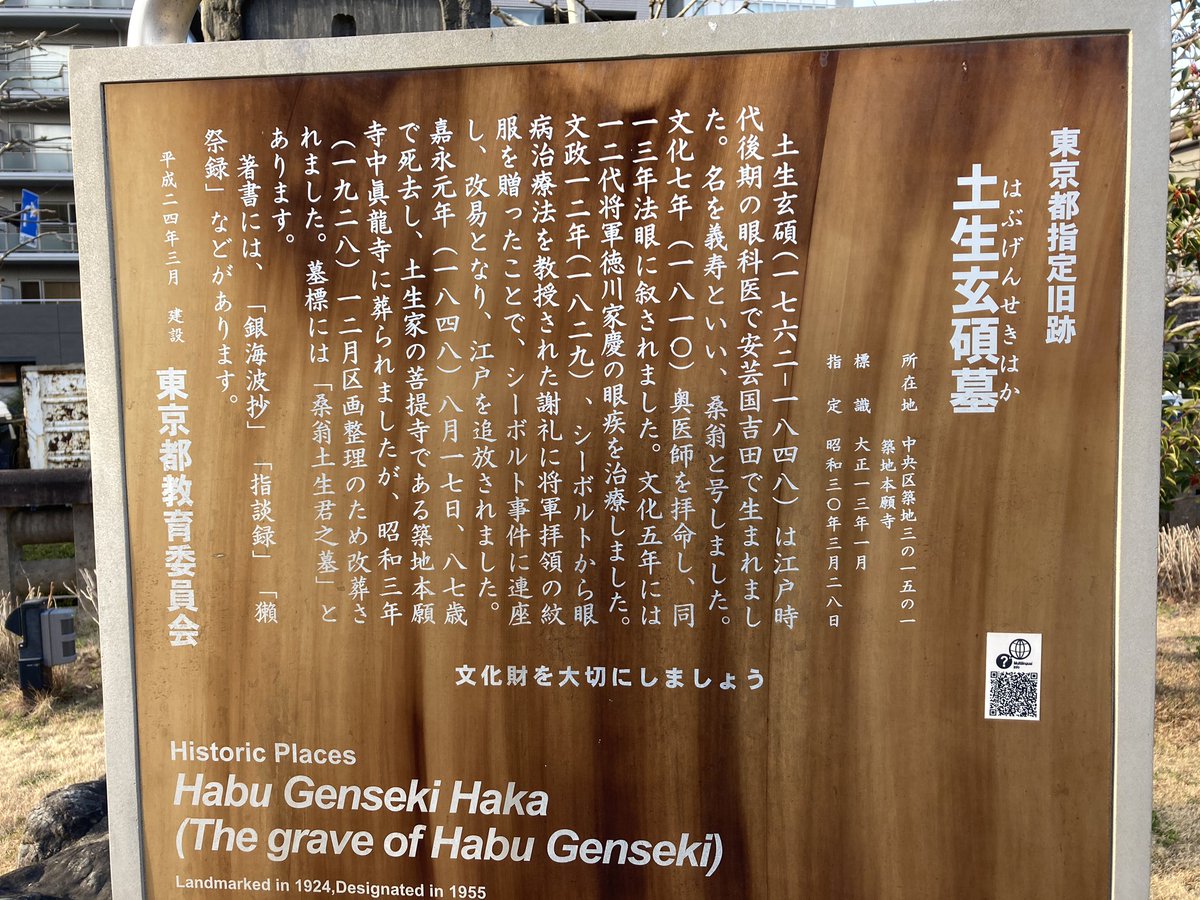 東京都指定旧跡
はぶげんせきはか
土生玄碩墓
所在地 中央区築地三の一五の一
築地本願寺
標識 大正一三年一月
指定 昭和三〇年三月二八日
土生玄碩(一七六二-一八四八)は江戸時
代後期の眼科医で安芸国吉田で生まれまし
た。名を義寿といい、桑翁と号しました。
文化七年(一八一〇)奥医師を拝命し、同
一三年法眼に叙されました。文化五年には
一二代将軍徳川家慶の眼疾を治療しました。
文政一二年(一八二九)、シーボルトから眼
病治療法を教授された謝礼に将軍拝領の紋
服を贈ったことで、シーボルト事件に連座
し、改易となり、江戸を追放されました。
嘉永元年(一八四八)八月一七日、八七歳
で死去し、土生家の菩提寺である築地本願
寺中眞龍寺に葬られましたが、昭和三年
(一九二八)一二月区画整理のため改葬さ
れました。墓標には「桑翁土生君之墓」と
あります。
著書には、「銀海波抄」「指談録」「獺
祭録」などがあります。
平成二四年三月 建設
東京都教育委員会
文化財を大切にしましょう
Multilingual
Info
Historic Places
Habu Genseki Haka
(The grave of Habu Genseki)
Landmarked in 1924,Designated in 1955